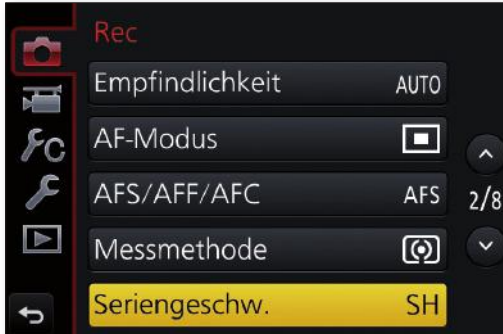 Rec
Empfindlichkeit AUTO
AF-Modus
AFS/AFF/AFC AFS
2/8
Messmethode
Seriengeschw. SH
C